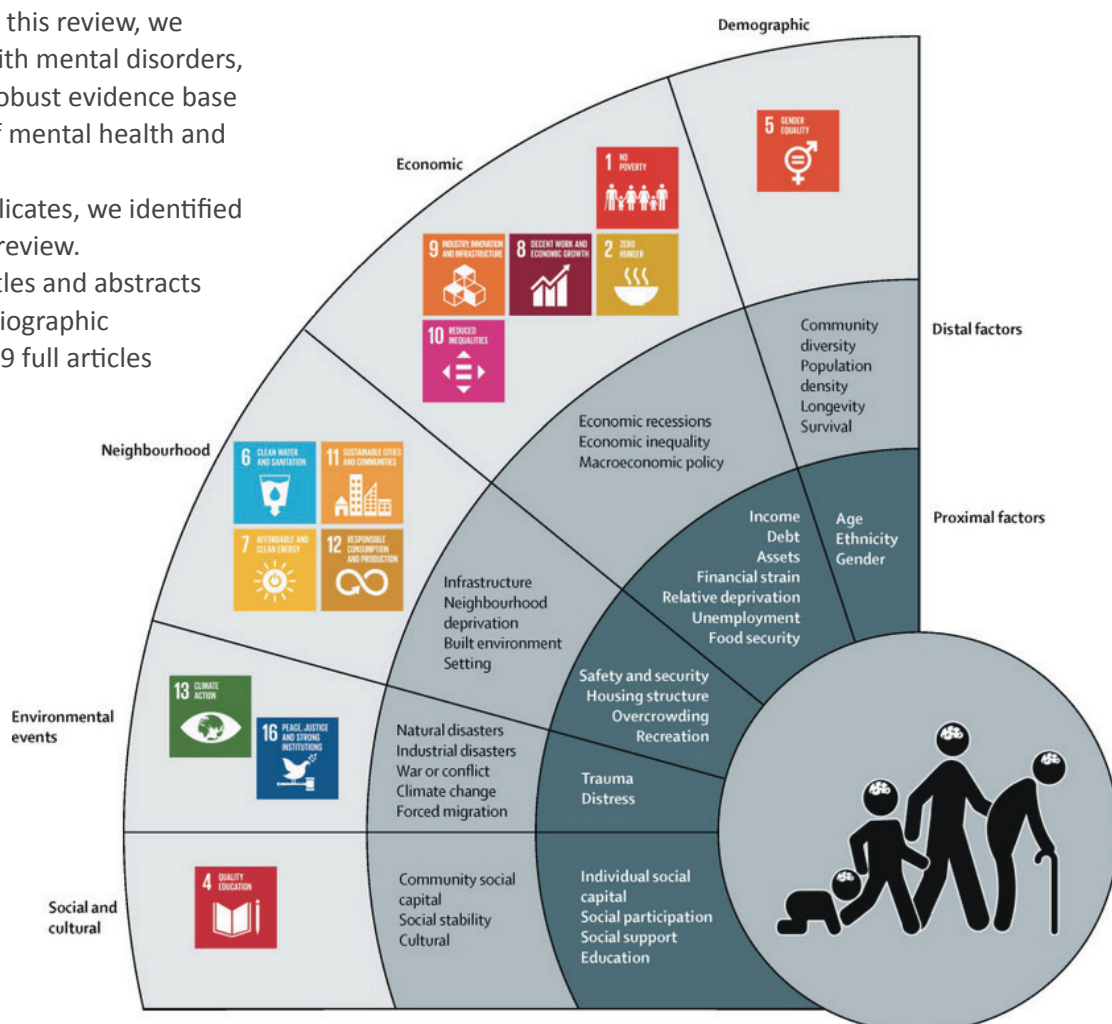 this review, we
ith mental disorders,
obust evidence base
f mental health and
licates, we identified
review.
tles and abstracts
iographic
9 full articles
Demographic
5 GENDER
EQUALITY
Economic
1 NO
POVERTY
9 INDUSTRY, INNOVATION
AND INFRASTRUCTURE
8 DECENT WORK AND
ECONOMIC GROWTH
2 ZERO
HUNGER
10 REDUCED
INEQUALITIES
Community
diversity
Population
density
Longevity
Survival
Distal factors
Economic recessions
Economic inequality
Macroeconomic policy
Neighbourhood
6 CLEAN WATER
AND SANITATION
11 SUSTAINABLE CITIES
AND COMMUNITIES
7 AFFORDABLE AND
CLEAN ENERGY
12 RESPONSIBLE
CONSUMPTION
AND PRODUCTION
Income
Debt
Assets
Financial strain
Relative deprivation
Unemployment
Food security
Age
Ethnicity
Gender
Proximal factors
Infrastructure
Neighbourhood
deprivation
Built environment
Setting
Safety and security
Housing structure
Overcrowding
Recreation
Environmental
events
13 CLIMATE
ACTION
16 PEACE, JUSTICE
AND STRONG
INSTITUTIONS
Natural disasters
Industrial disasters
War or conflict
Climate change
Forced migration
Trauma
Distress
Social and
cultural
4 QUALITY
EDUCATION
Community social
capital
Social stability
Cultural
Individual social
capital
Social participation
Social support
Education